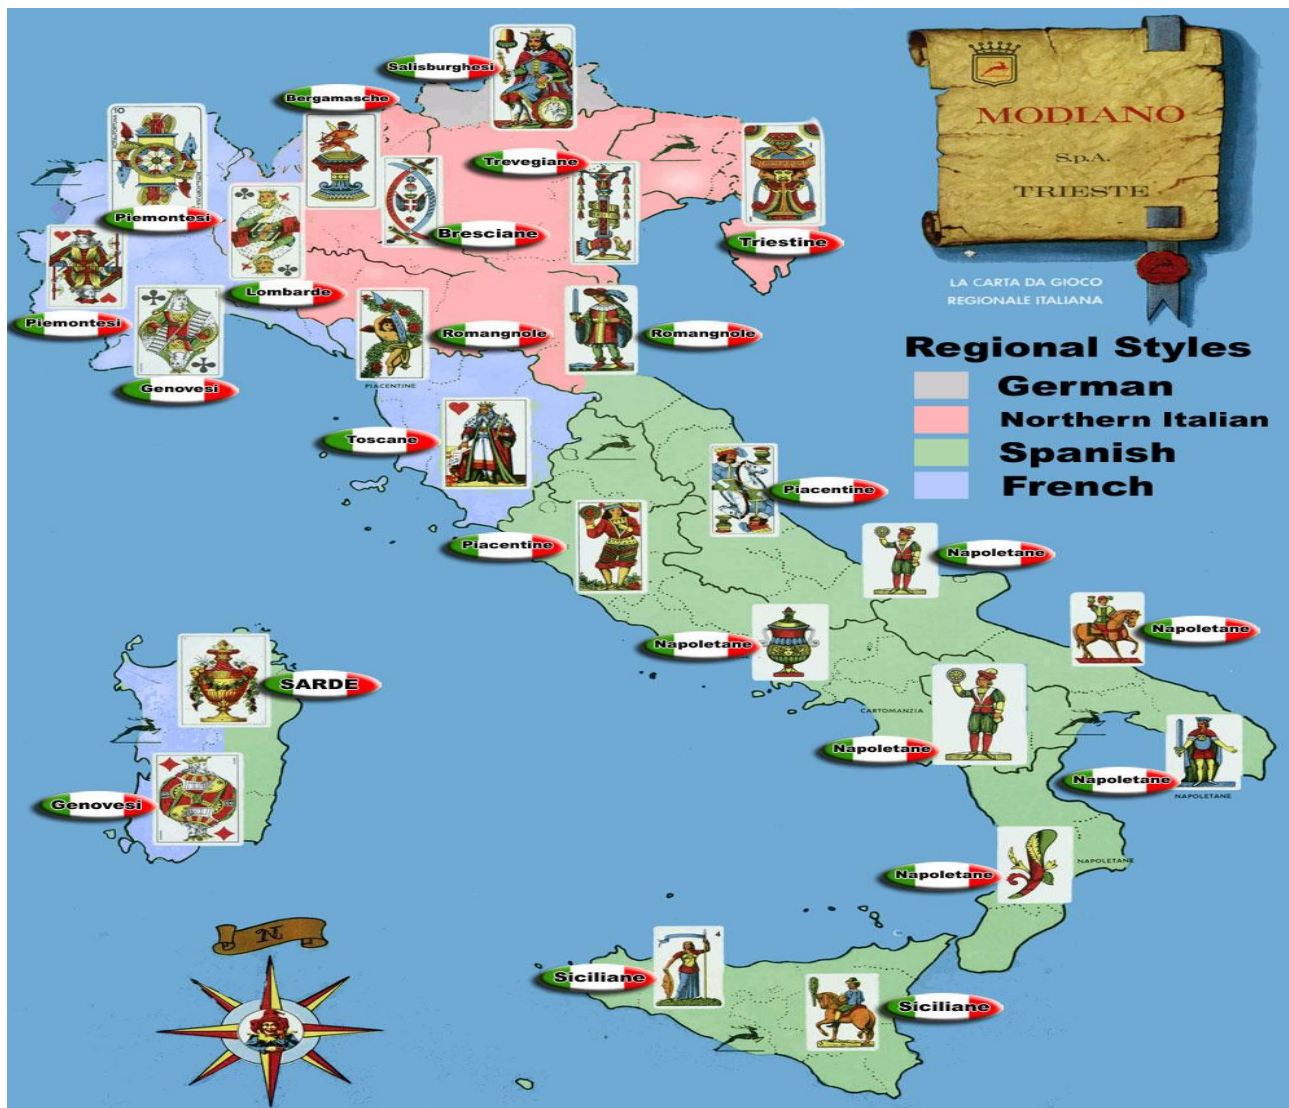 Salisburghesi
Bergamasche
Trevegiane
Piemontesi
Bresciane
Triestine
Lombarde
Piemontesi
Romangnole
Romangnole
PIACENTINE
Genovesi
Toscane
Piacentine
Piacentine
Napoletane
Napoletane
Napoletane
SARDE
CARTOMANZIA
Napoletane
Napoletane
NAPOLETANE
Genovesi
NAPOLETANE
Napoletane
Siciliane
Siciliane
N
MODIANO
S.p.A.
TRIESTE
LA CARTA DA GIOCO
REGIONALE ITALIANA
Regional Styles
German
Northern Italian
Spanish
French